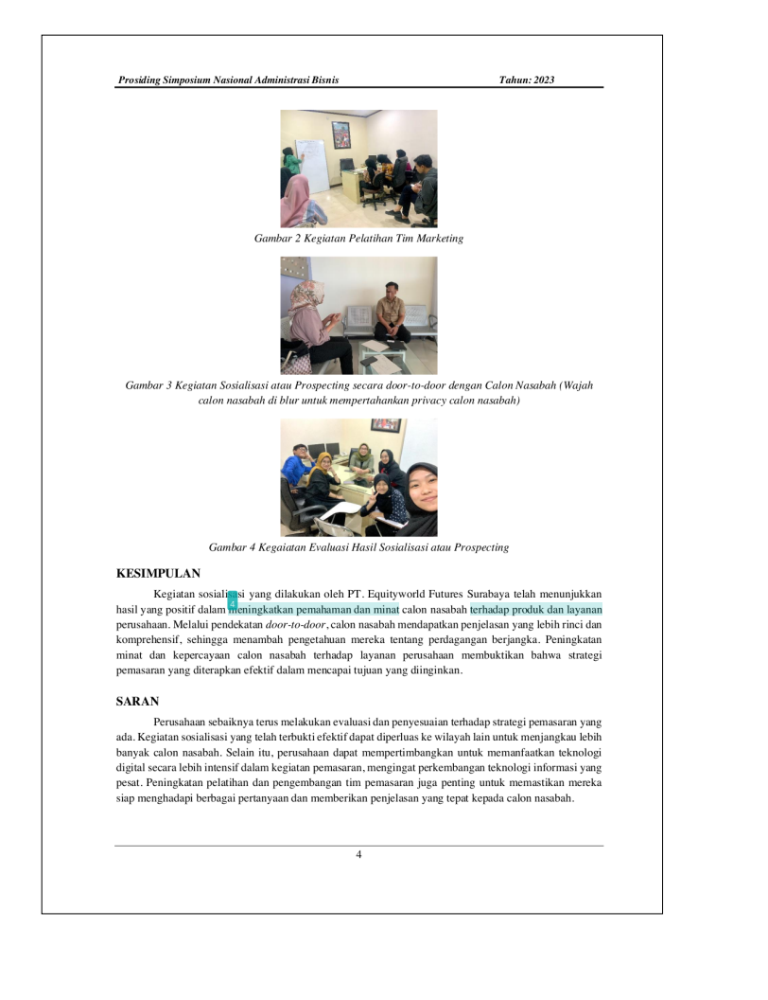 Prosiding Simposium Nasional Administrasi Bisnis Tahun: 2023
Gambar 2 Kegiatan Pelatihan Tim Marketing
Gambar 3 Kegiatan Sosialisasi atau Prospecting secara door-to-door dengan Calon Nasabah (Wajah
calon nasabah di blur untuk mempertahankan privacy calon nasabah)
Gambar 4 Kegaiatan Evaluasi Hasil Sosialisasi atau Prospecting
KESIMPULAN
Kegiatan sosialisasi yang dilakukan oleh PT. Equityworld Futures Surabaya telah menunjukkan
4
hasil yang positif dalam meningkatkan pemahaman dan minat calon nasabah terhadap produk dan layanan
perusahaan. Melalui pendekatan door-to-door, calon nasabah mendapatkan penjelasan yang lebih rinci dan
komprehensif, sehingga menambah pengetahuan mereka tentang perdagangan berjangka. Peningkatan
minat dan kepercayaan calon nasabah terhadap layanan perusahaan membuktikan bahwa strategi
pemasaran yang diterapkan efektif dalam mencapai tujuan yang diinginkan.
SARAN
Perusahaan sebaiknya terus melakukan evaluasi dan penyesuaian terhadap strategi pemasaran yang
ada. Kegiatan sosialisasi yang telah terbukti efektif dapat diperluas ke wilayah lain untuk menjangkau lebih
banyak calon nasabah. Selain itu, perusahaan dapat mempertimbangkan untuk memanfaatkan teknologi
digital secara lebih intensif dalam kegiatan pemasaran, mengingat perkembangan teknologi informasi yang
pesat. Peningkatan pelatihan dan pengembangan tim pemasaran juga penting untuk memastikan mereka
siap menghadapi berbagai pertanyaan dan memberikan penjelasan yang tepat kepada calon nasabah.
4